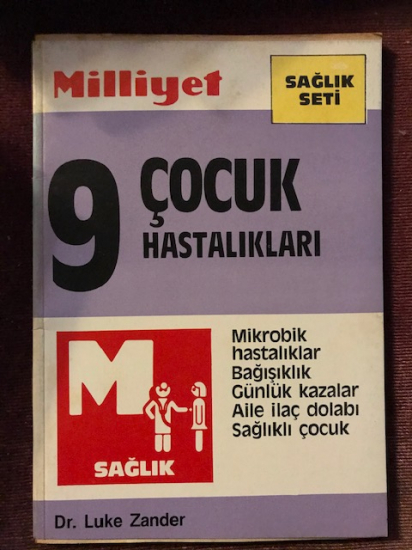 Milliyet
SAĞLIK
SETİ
9 ÇOCUK
HASTALIKLARI
M
SAĞLIK
Mikrobik
hastalıklar
Bağışıklık
Günlük kazalar
Aile ilaç dolabı
Sağlıklı çocuk
Dr. Luke Zander